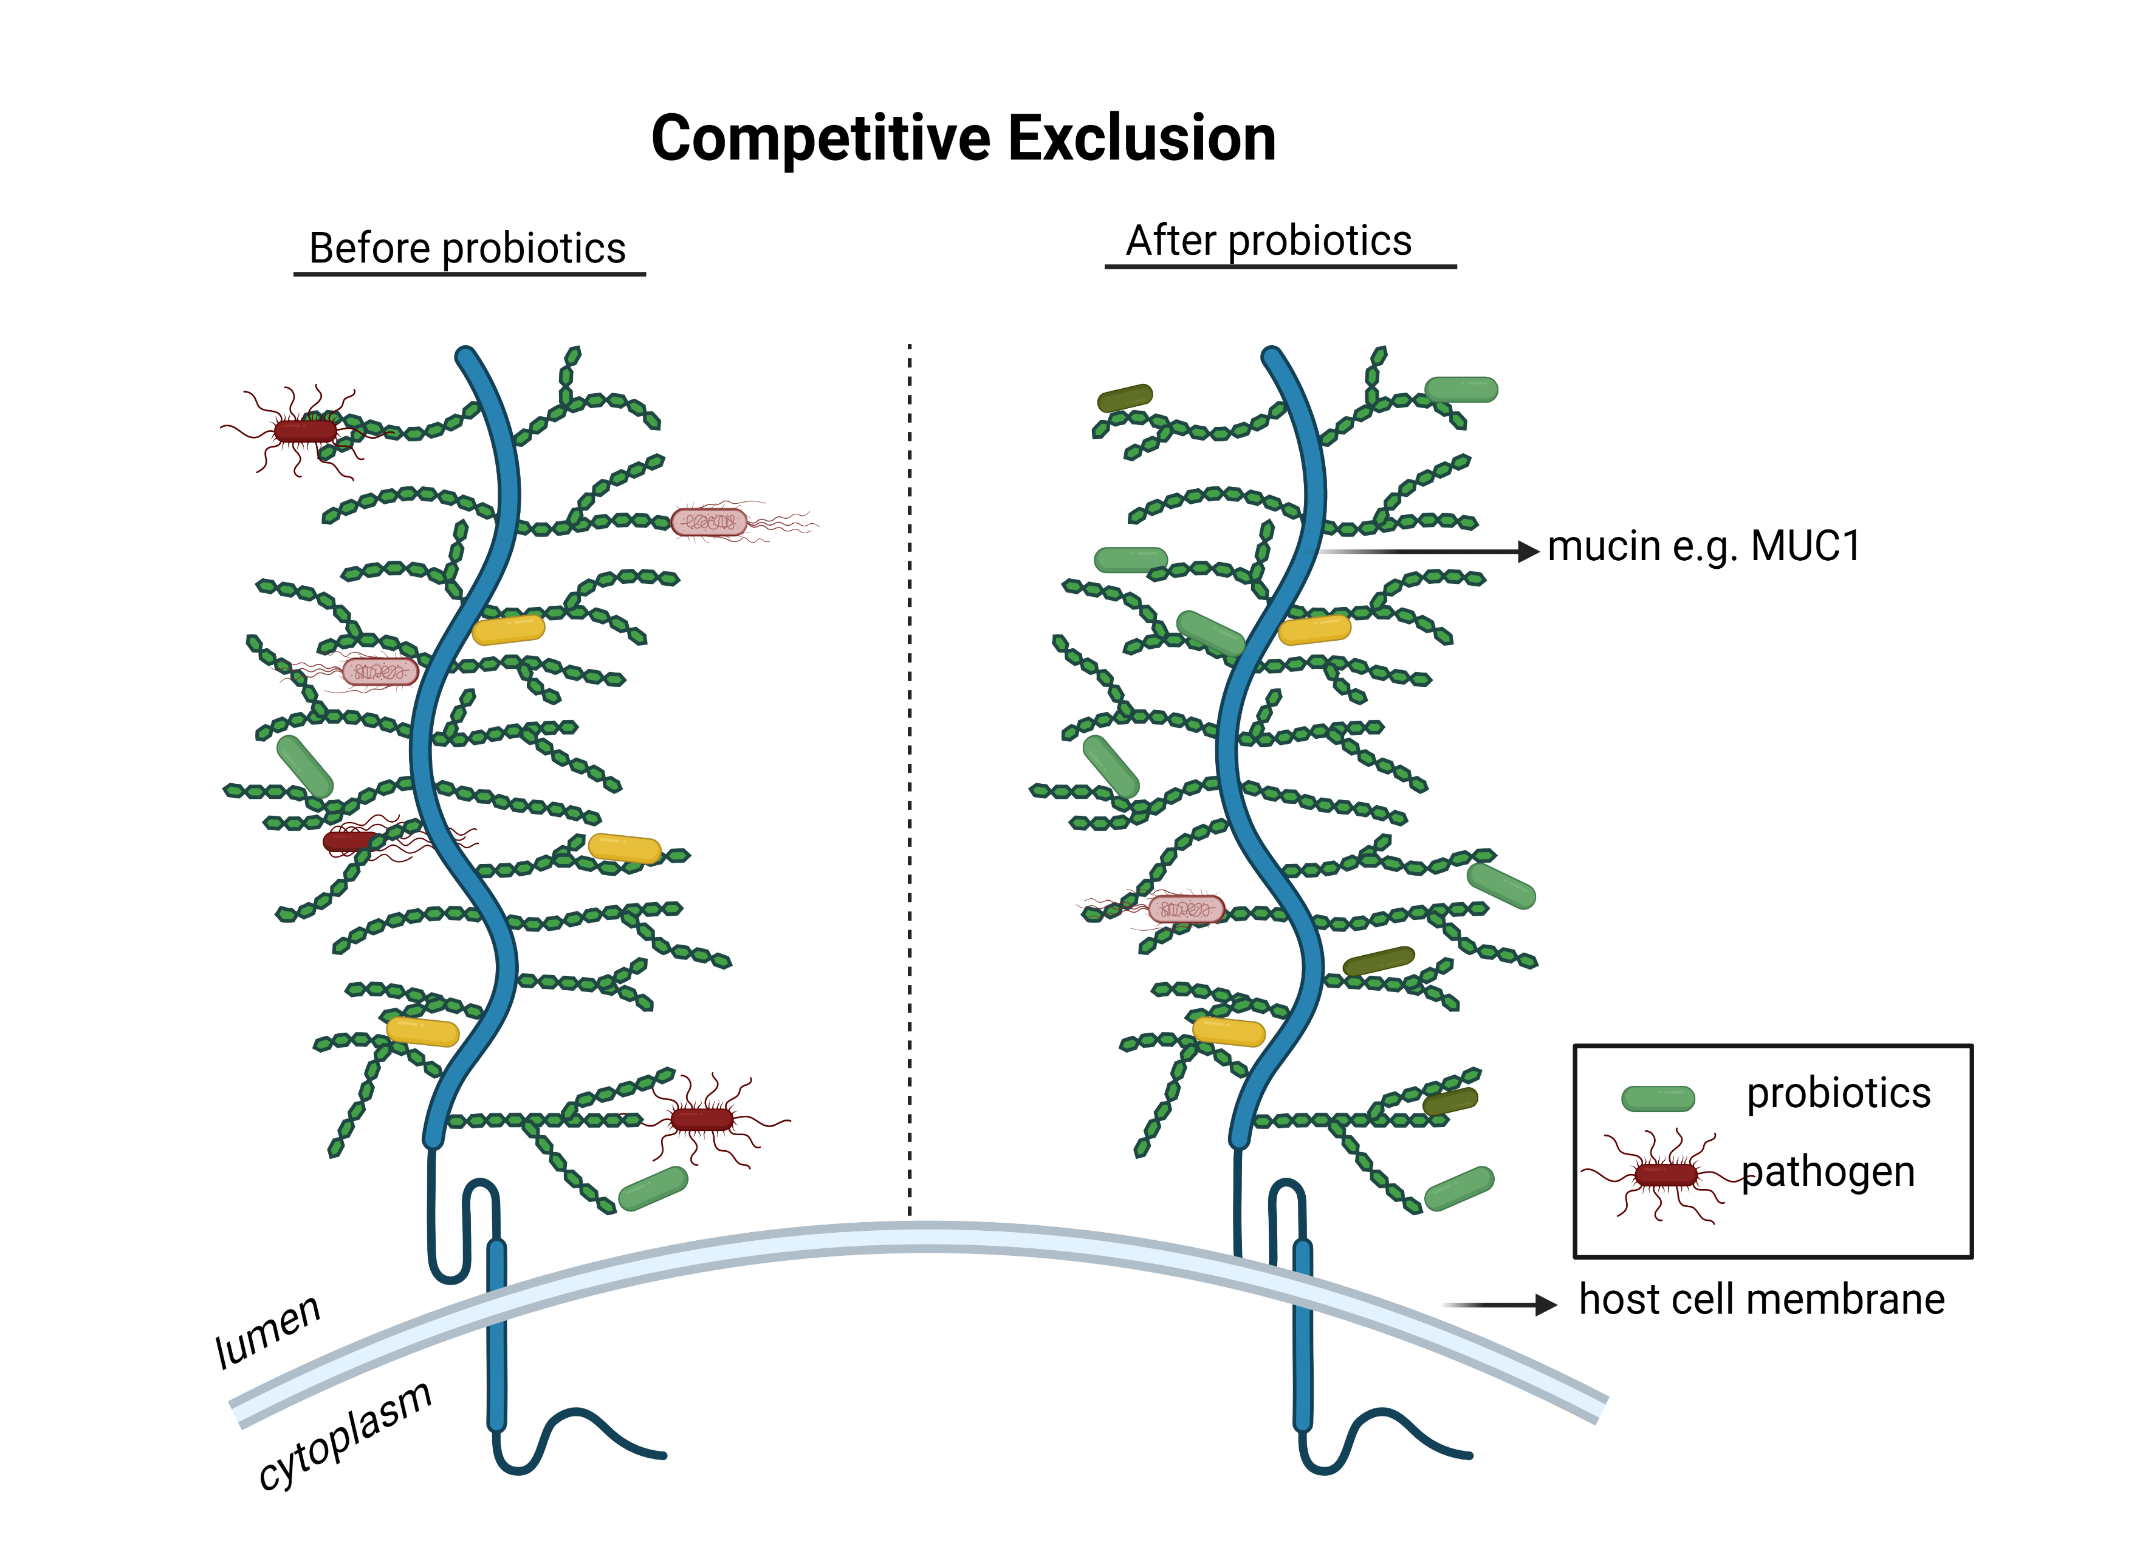 Competitive Exclusion
Before probiotics
After probiotics
mucin e.g. MUC1
probiotics
pathogen
host cell membrane
lumen
cytoplasm